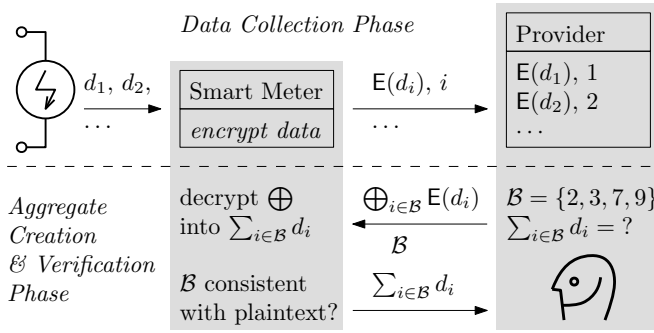 Data Collection Phase
d₁, d₂,
...
Smart Meter
encrypt data
E(dᵢ), i
...
Provider
E(d₁), 1
E(d₂), 2
...
Aggregate
Creation
& Verification
Phase
decrypt ⨁
into ∑_{i∈ℬ} dᵢ
ℬ consistent
with plaintext?
⨁_{i∈ℬ} E(dᵢ)
ℬ
∑_{i∈ℬ} dᵢ
ℬ = {2, 3, 7, 9}
∑_{i∈ℬ} dᵢ = ?